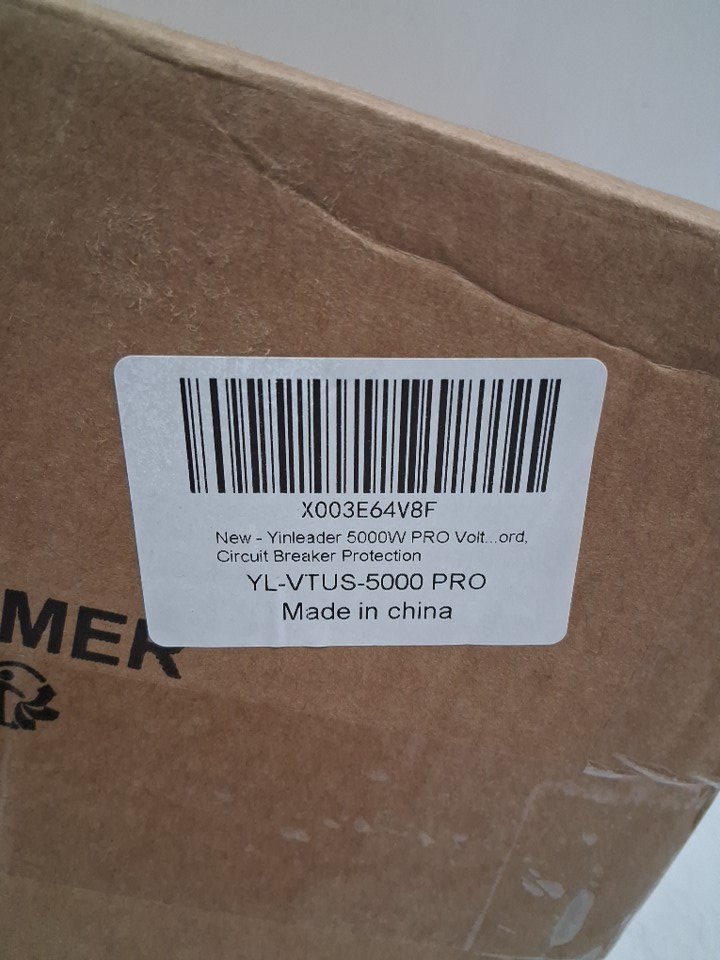 X003E64V8F
New - Yinleader 5000W PRO Volt...ord,
Circuit Breaker Protection
YL-VTUS-5000 PRO
Made in china
MER